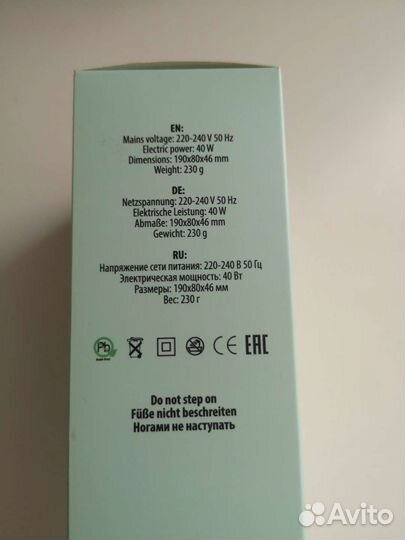 EN:
Mains voltage: 220-240 V 50 Hz
Electric power: 40 W
Dimensions: 190x80x46 mm
Weight: 230 g
DE:
Netzspannung: 220-240 V 50 Hz
Elektrische Leistung: 40 W
Abmaße: 190x80x46 mm
Gewicht: 230 g
RU:
Напряжение сети питания: 220-240 В 50 Гц
Электрическая мощность: 40 Вт
Размеры: 190x80x46 мм
Вес: 230 г
Pb
CE EAC
Do not step on
Füße nicht beschreiten
Ногами не наступать
Avito